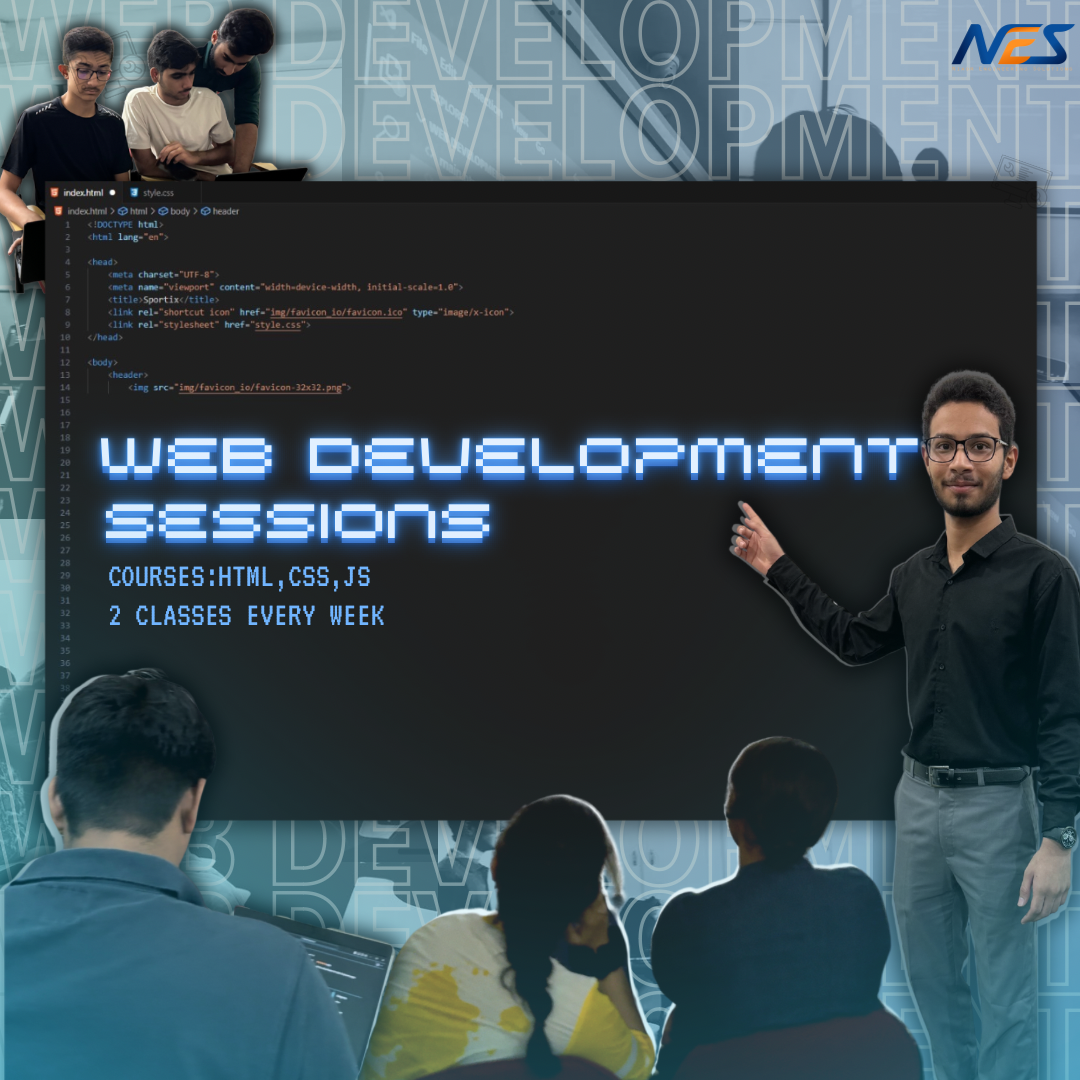 WEB DEVELOPMENT
WEB DEVELOPMENT
NES
index.html
style.css
index.html > html > body > header
1 <!DOCTYPE html>
2 <html lang="en">
3
4 <head>
5 <meta charset="UTF-8">
6 <meta name="viewport" content="width=device-width, initial-scale=1.0">
7 <title>Sportix</title>
8 <link rel="shortcut icon" href="img/favicon_io/favicon.ico" type="image/x-icon">
9 <link rel="stylesheet" href="style.css">
10 </head>
11
12 <body>
13 <header>
14 <img src="img/favicon_io/favicon-32x32.png">
15
16
17
18
19
20
21
22
23
24
25
26
27
28
29
30
31
32
33
34
35
36
37
38
WEB DEVELOPMENT
SESSIONS
COURSES:HTML,CSS,JS
2 CLASSES EVERY WEEK
WEB DEVELOPMENT